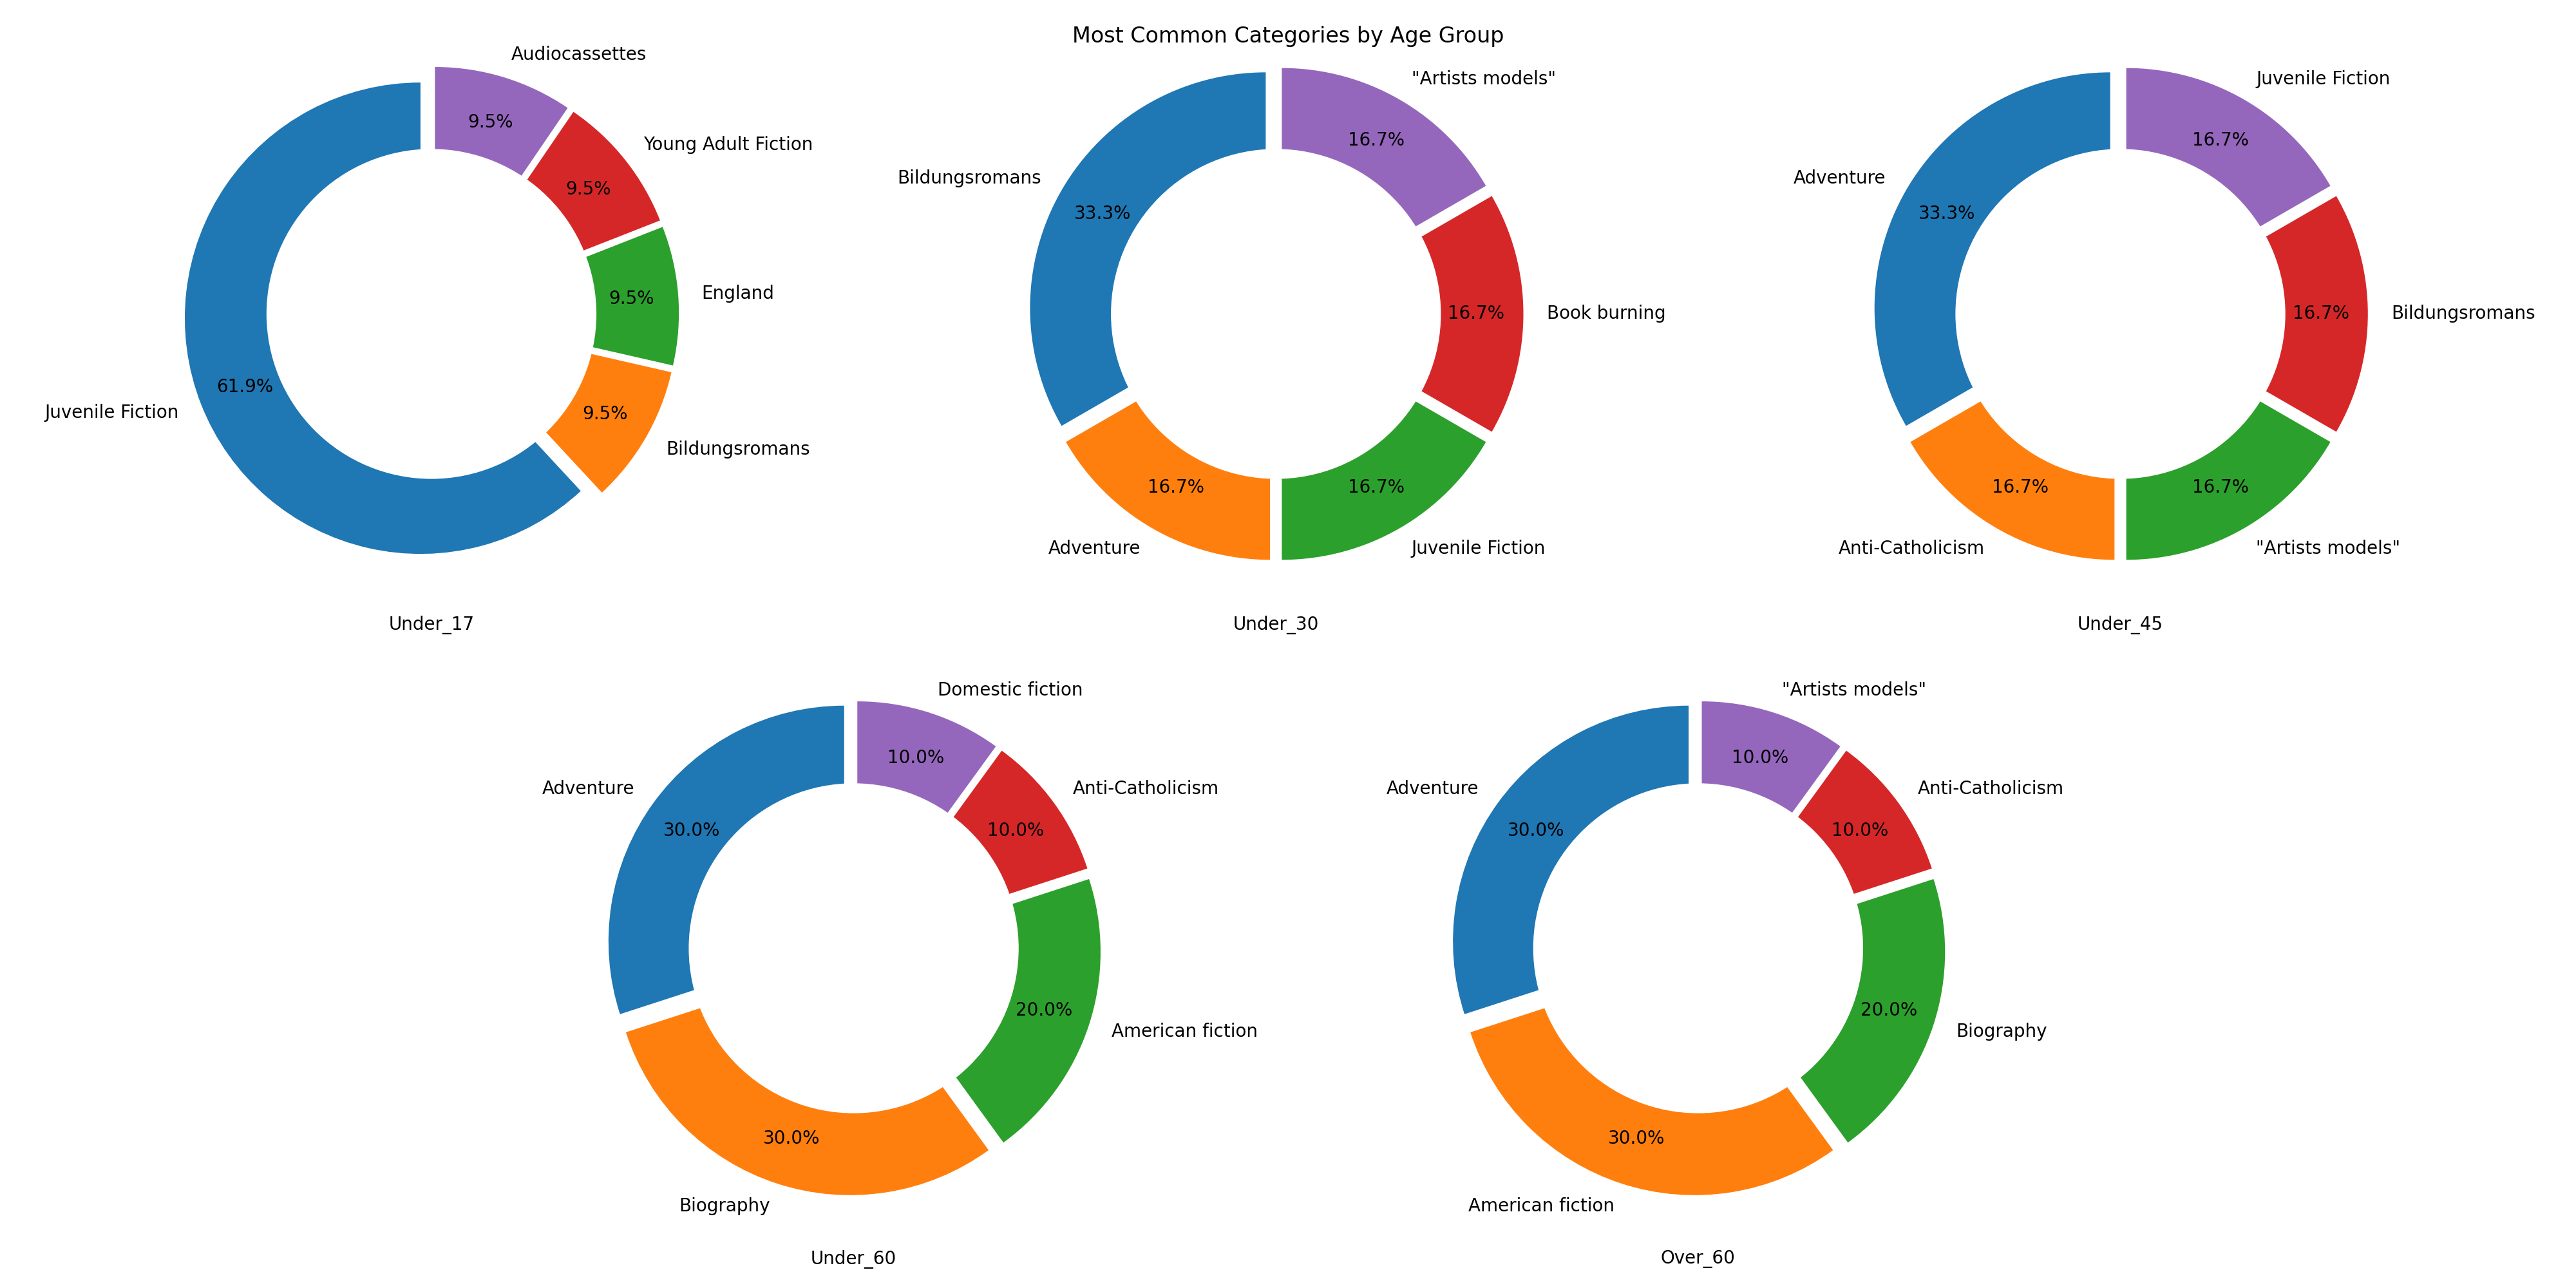 Most Common Categories by Age Group
Audiocassettes
9.5%
Young Adult Fiction
9.5%
England
9.5%
Bildungsromans
9.5%
Juvenile Fiction
61.9%
Under_17
"Artists models"
16.7%
Book burning
16.7%
Juvenile Fiction
16.7%
Adventure
16.7%
Bildungsromans
33.3%
Under_30
Juvenile Fiction
16.7%
Bildungsromans
16.7%
"Artists models"
16.7%
Anti-Catholicism
16.7%
Adventure
33.3%
Under_45
Domestic fiction
10.0%
Anti-Catholicism
10.0%
American fiction
20.0%
Biography
30.0%
Adventure
30.0%
Under_60
"Artists models"
10.0%
Anti-Catholicism
10.0%
Biography
20.0%
American fiction
30.0%
Adventure
30.0%
Over_60